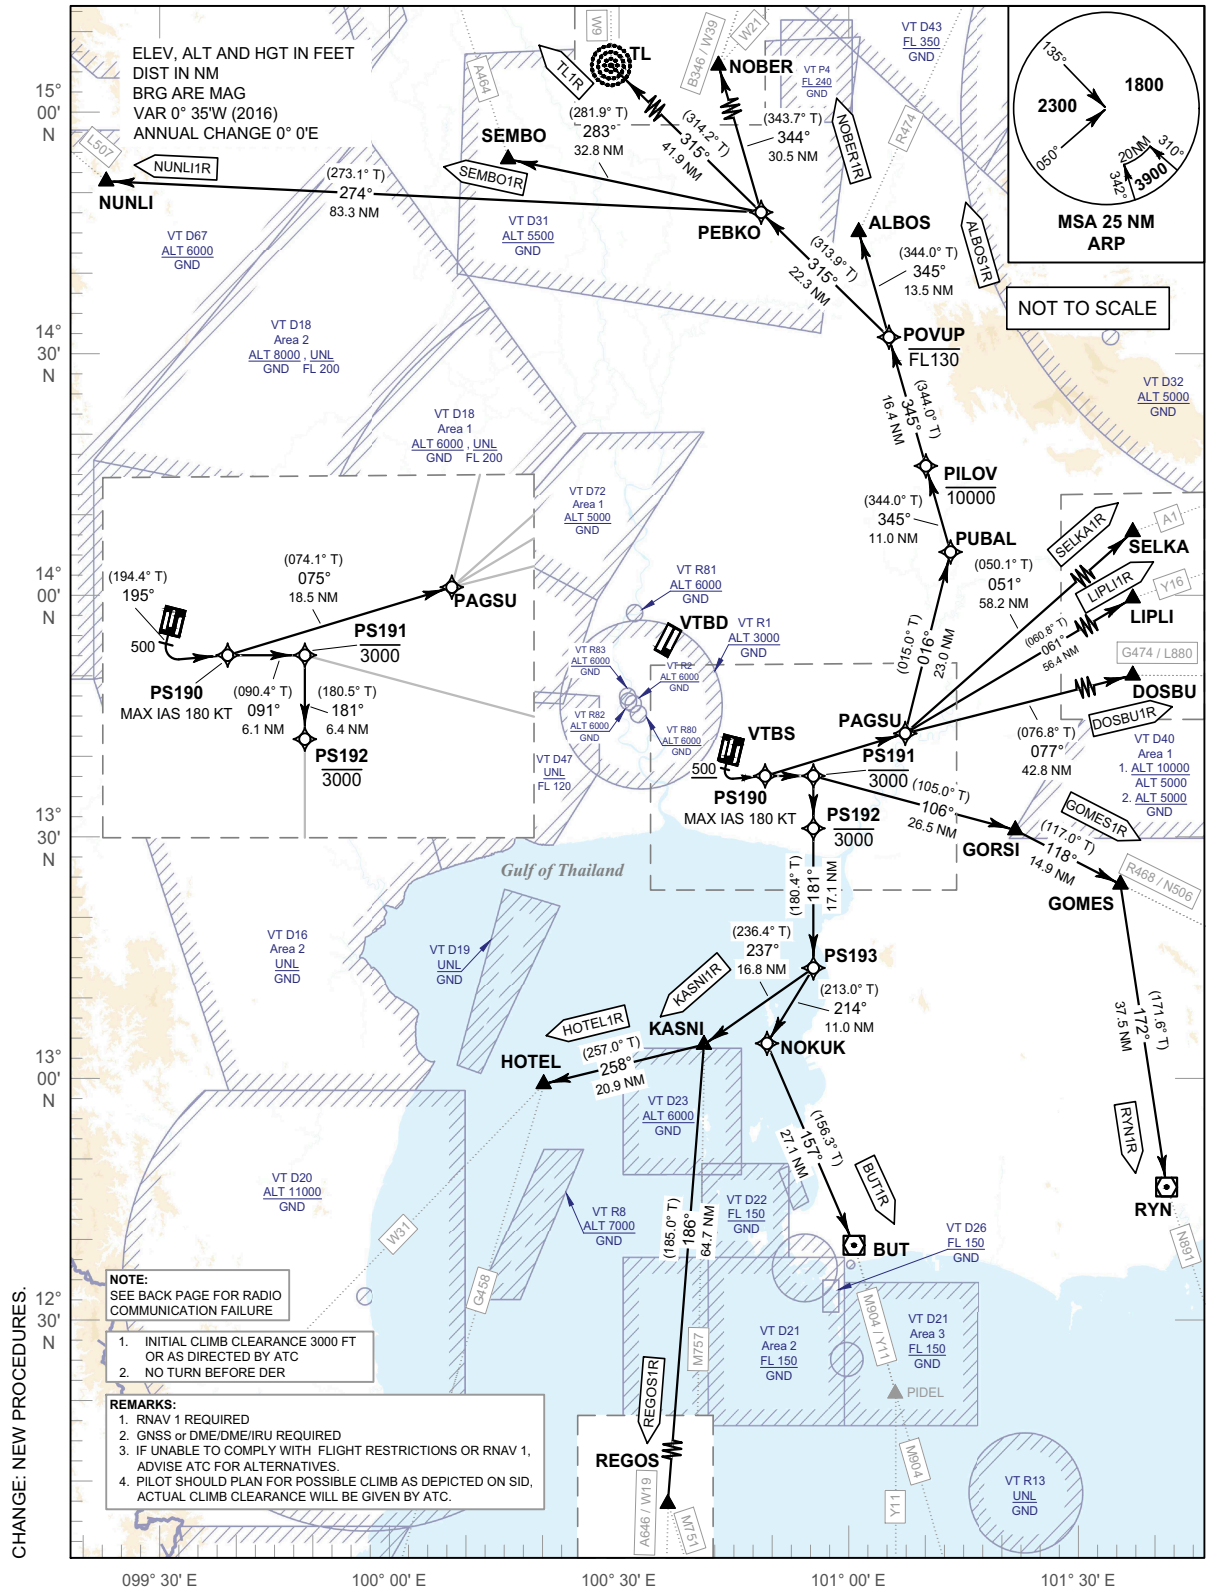 ELEV, ALT AND HGT IN FEET
DIST IN NM
BRG ARE MAG
VAR 0° 35'W (2016)
ANNUAL CHANGE 0° 0'E
15°
00'
N
14°
30'
N
14°
00'
N
13°
30'
N
13°
00'
N
12°
30'
N
099° 30' E
100° 00' E
100° 30' E
101° 00' E
101° 30' E
CHANGE: NEW PROCEDURES.
135°
1800
2300
050°
20NM
310°
342°
3900
MSA 25 NM
ARP
NOT TO SCALE
W9
TL
TL1R
A464
NOBER
B346 / W39
W21
VT D43
FL 350
GND
VT P4
FL 240
GND
R474
NOBER1R
(343.7° T)
344°
30.5 NM
(314.2° T)
315°
41.9 NM
(281.9° T)
283°
32.8 NM
SEMBO
SEMBO1R
L507
NUNLI1R
NUNLI
(273.1° T)
274°
83.3 NM
PEBKO
VT D31
ALT 5500
GND
VT D67
ALT 6000
GND
(313.9° T)
315°
22.3 NM
ALBOS
ALBOS1R
(344.0° T)
345°
13.5 NM
POVUP
FL130
VT D18
Area 2
ALT 8000 , UNL
GND FL 200
VT D18
Area 1
ALT 6000 , UNL
GND FL 200
VT D32
ALT 5000
GND
(344.0° T)
345°
16.4 NM
PILOV
10000
(344.0° T)
345°
11.0 NM
PUBAL
VT D72
Area 1
ALT 5000
GND
(074.1° T)
075°
18.5 NM
(194.4° T)
195°
500
PAGSU
PS191
3000
PS190
MAX IAS 180 KT
(090.4° T)
091°
6.1 NM
(180.5° T)
181°
6.4 NM
PS192
3000
VT R81
ALT 6000
GND
VTBD
VT R1
ALT 3000
GND
VT R83
ALT 6000
GND
VT R2
ALT 6000
GND
VT R82
ALT 6000
GND
VT R80
ALT 6000
GND
VT D47
UNL
FL 120
(015.0° T)
016°
23.0 NM
(050.1° T)
051°
58.2 NM
SELKA1R
A1
SELKA
LIPLI1R
Y16
LIPLI
(060.8° T)
061°
56.4 NM
G474 / L880
DOSBU
DOSBU1R
(076.8° T)
077°
42.8 NM
VT D40
Area 1
1. ALT 10000
ALT 5000
2. ALT 5000
GND
PAGSU
VTBS
500
PS191
3000
PS190
MAX IAS 180 KT
PS192
3000
(105.0° T)
106°
26.5 NM
GORSI
GOMES1R
(117.0° T)
118°
14.9 NM
R468 / N506
GOMES
Gulf of Thailand
(180.4° T)
181°
17.1 NM
PS193
(236.4° T)
237°
16.8 NM
KASNI1R
(213.0° T)
214°
11.0 NM
NOKUK
KASNI
HOTEL1R
HOTEL
(257.0° T)
258°
20.9 NM
VT D16
Area 2
UNL
GND
VT D19
UNL
GND
VT D23
ALT 6000
GND
VT D20
ALT 11000
GND
VT R8
ALT 7000
GND
VT D22
FL 150
GND
(156.3° T)
157°
27.1 NM
BUT1R
BUT
(171.6° T)
172°
37.5 NM
RYN1R
RYN
N891
W31
G458
(185.0° T)
186°
64.7 NM
M757
VT D26
FL 150
GND
VT D21
Area 2
FL 150
GND
VT D21
Area 3
FL 150
GND
M904 / Y11
PIDEL
M904
Y11
VT R13
UNL
GND
REGOS1R
REGOS
A646 / W19
M751
NOTE:
SEE BACK PAGE FOR RADIO
COMMUNICATION FAILURE
1. INITIAL CLIMB CLEARANCE 3000 FT
OR AS DIRECTED BY ATC
2. NO TURN BEFORE DER
REMARKS:
1. RNAV 1 REQUIRED
2. GNSS or DME/DME/IRU REQUIRED
3. IF UNABLE TO COMPLY WITH FLIGHT RESTRICTIONS OR RNAV 1,
ADVISE ATC FOR ALTERNATIVES.
4. PILOT SHOULD PLAN FOR POSSIBLE CLIMB AS DEPICTED ON SID,
ACTUAL CLIMB CLEARANCE WILL BE GIVEN BY ATC.